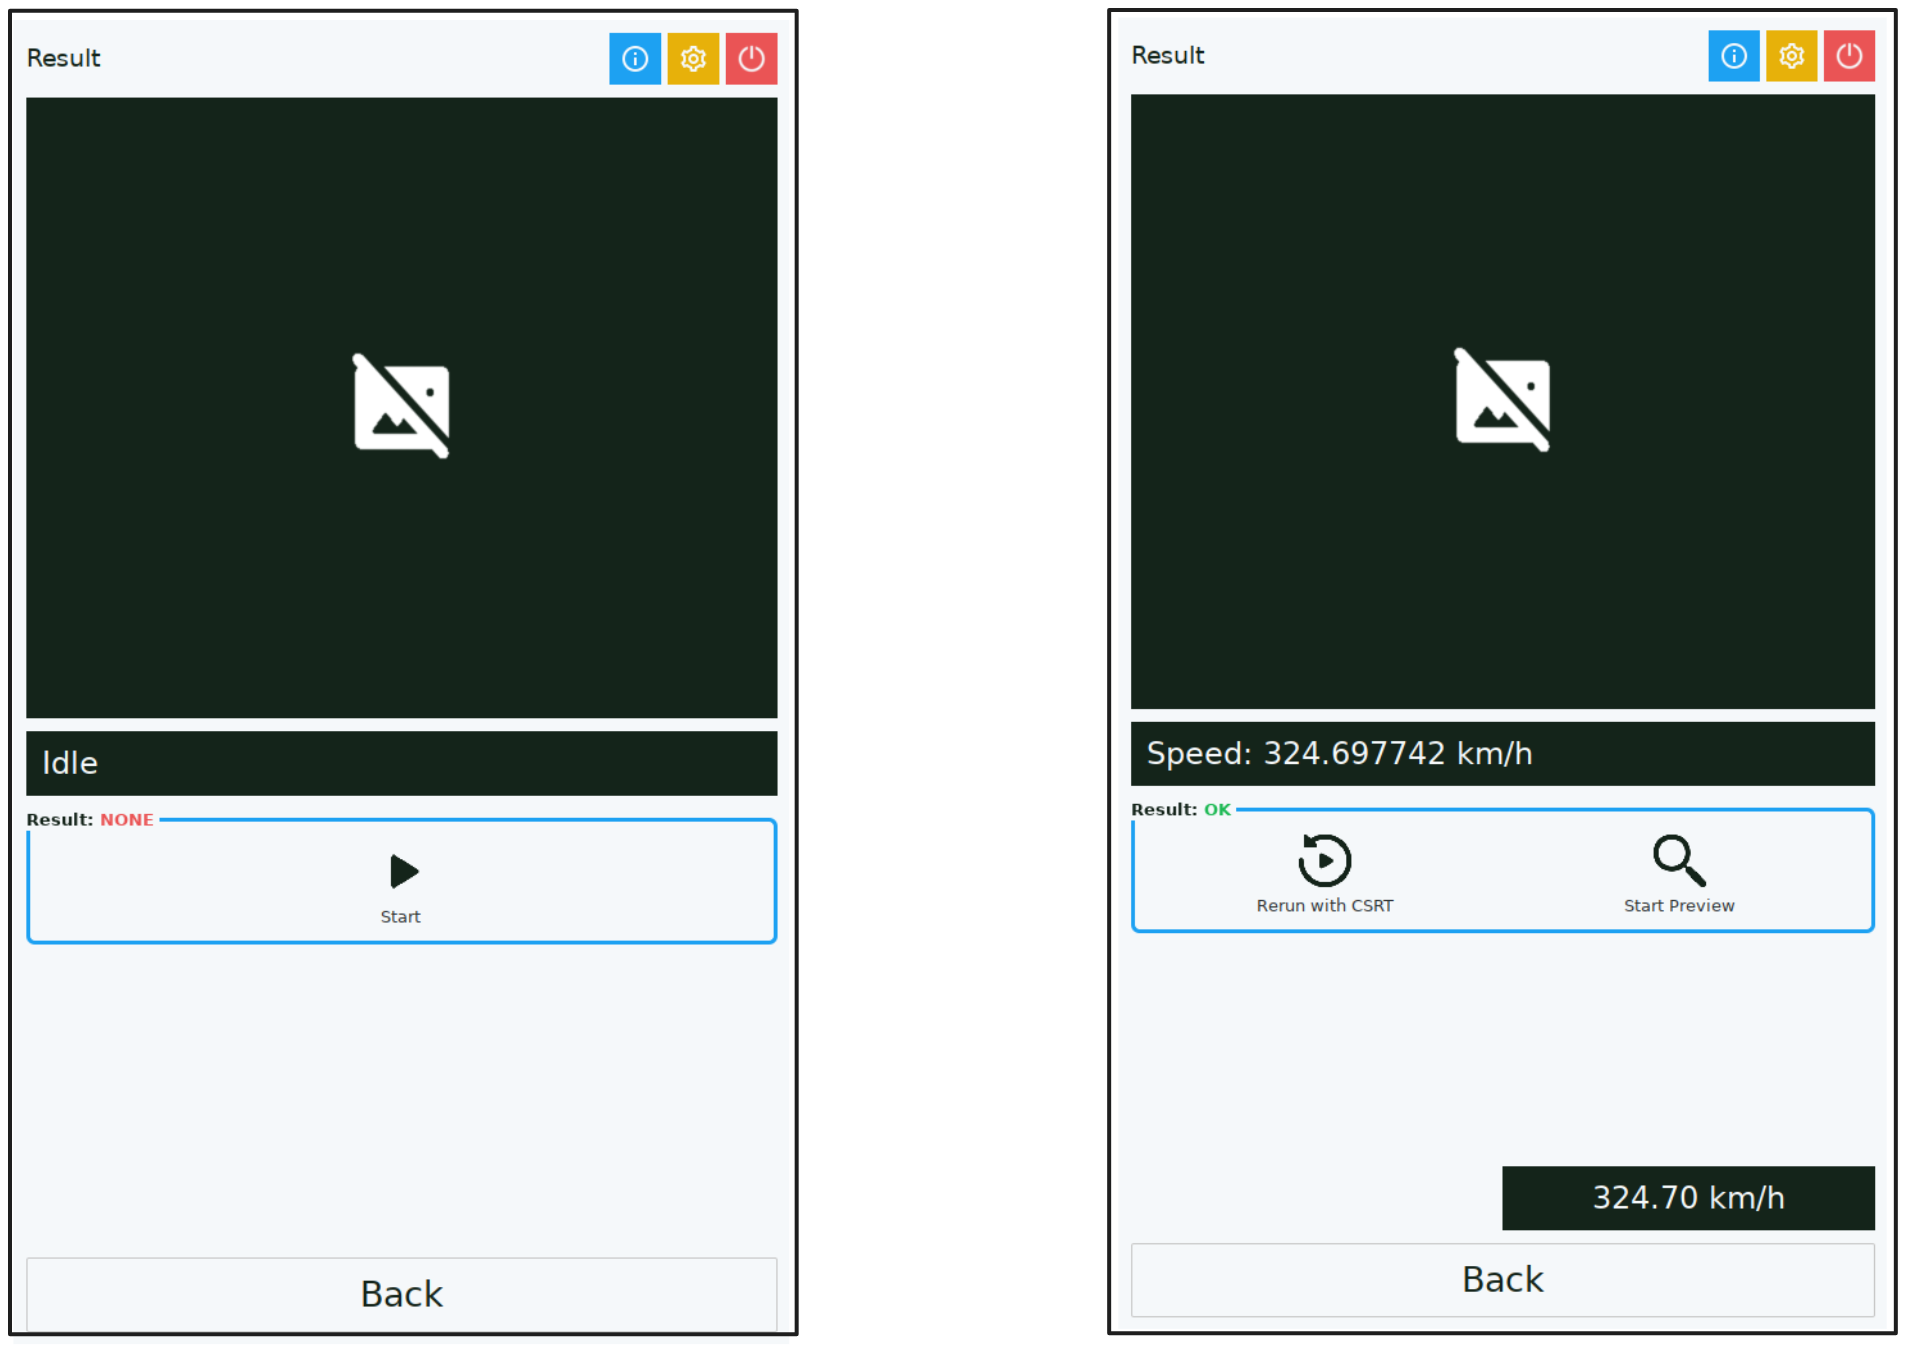 Result
Idle
Result: NONE
Start
Back
Result
Speed: 324.697742 km/h
Result: OK
Rerun with CSRT
Start Preview
324.70 km/h
Back